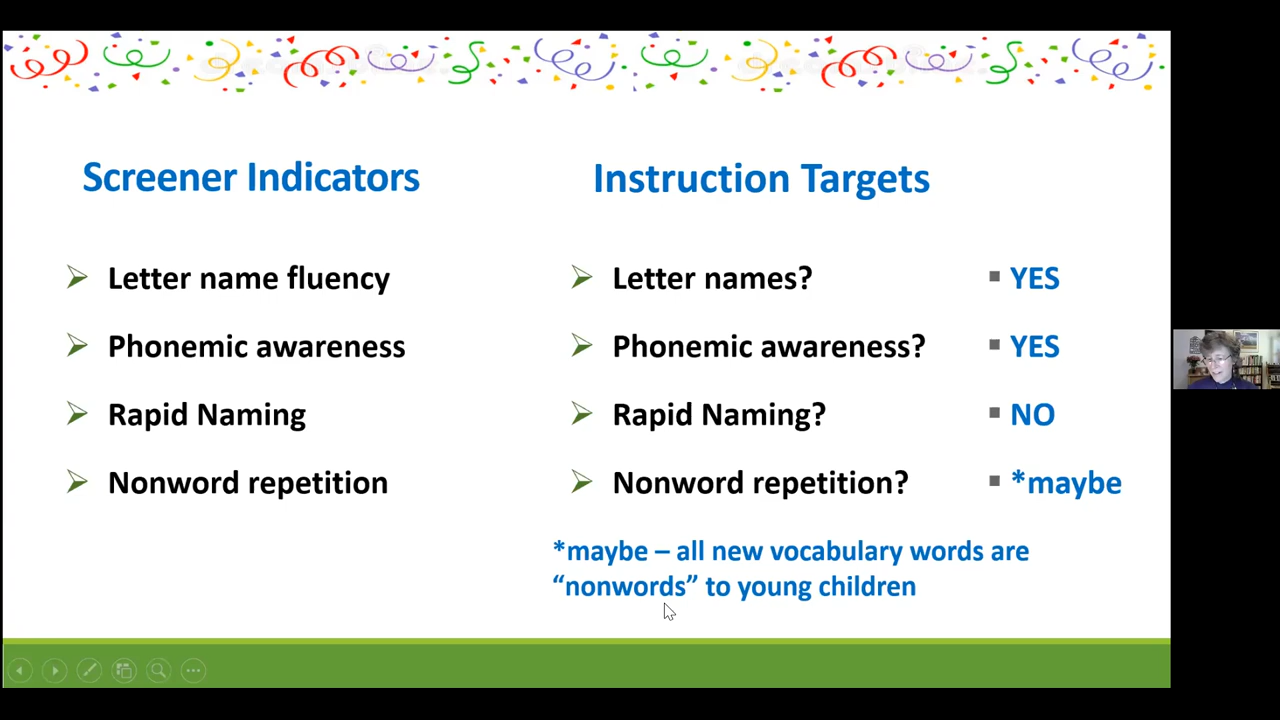 Screener Indicators
Letter name fluency
Phonemic awareness
Rapid Naming
Nonword repetition
Instruction Targets
Letter names?
YES
Phonemic awareness?
YES
Rapid Naming?
NO
Nonword repetition?
*maybe
*maybe – all new vocabulary words are
“nonwords” to young children